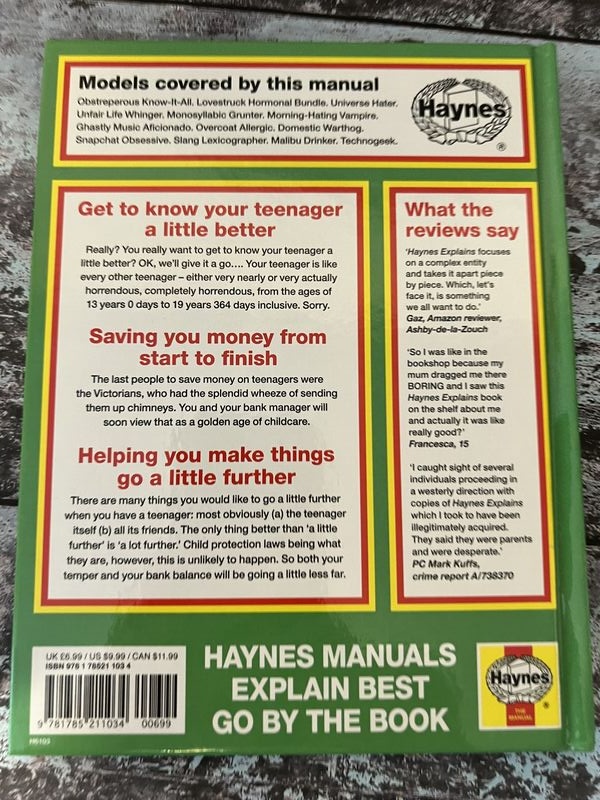 Models covered by this manual
Obstreperous Know-It-All. Lovestruck Hormonal Bundle. Universe Hater.
Unfair Life Whinger. Monosyllabic Grunter. Morning-Hating Vampire.
Ghastly Music Aficionado. Overcoat Allergic. Domestic Warthog.
Snapchat Obsessive. Slang Lexicographer. Malibu Drinker. Technogeek.
Haynes
®
Get to know your teenager
a little better
Really? You really want to get to know your teenager a
little better? OK, we'll give it a go.... Your teenager is like
every other teenager – either very nearly or very actually
horrendous, completely horrendous, from the ages of
13 years 0 days to 19 years 364 days inclusive. Sorry.
Saving you money from
start to finish
The last people to save money on teenagers were
the Victorians, who had the splendid wheeze of sending
them up chimneys. You and your bank manager will
soon view that as a golden age of childcare.
Helping you make things
go a little further
There are many things you would like to go a little further
when you have a teenager: most obviously (a) the teenager
itself (b) all its friends. The only thing better than 'a little
further' is 'a lot further.' Child protection laws being what
they are, however, this is unlikely to happen. So both your
temper and your bank balance will be going a little less far.
What the
reviews say
'Haynes Explains focuses
on a complex entity
and takes it apart piece
by piece. Which, let's
face it, is something
we all want to do.'
Gaz, Amazon reviewer,
Ashby-de-la-Zouch
'So I was like in the
bookshop because my
mum dragged me there
BORING and I saw this
Haynes Explains book
on the shelf about me
and actually it was like
really good?'
Francesca, 15
'I caught sight of several
individuals proceeding in
a westerly direction with
copies of Haynes Explains
which I took to have been
illegitimately acquired.
They said they were parents
and were desperate.'
PC Mark Kuffs,
crime report A/738370
UK £6.99 / US $9.99 / CAN $11.99
ISBN 978 1 78521 103 4
9 781785 211034 00699
H6103
HAYNES MANUALS
EXPLAIN BEST
GO BY THE BOOK
Haynes
®
THE
MANUAL